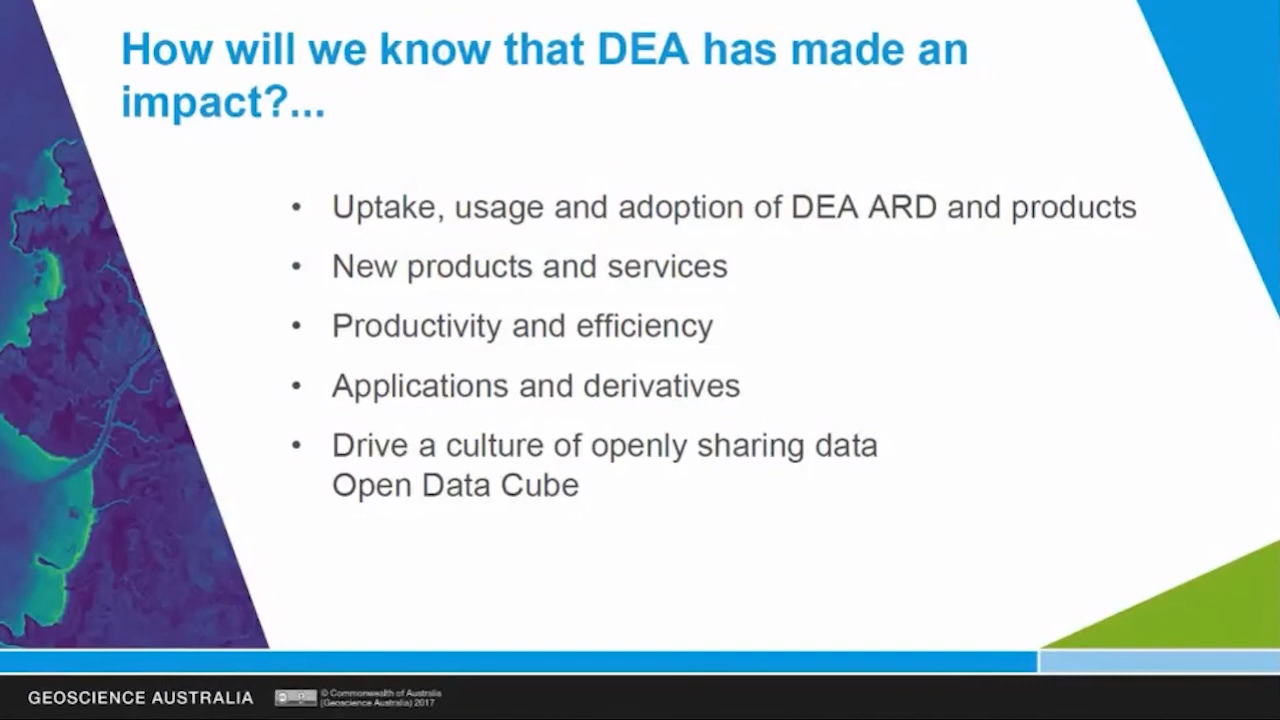 How will we know that DEA has made an
impact?...
• Uptake, usage and adoption of DEA ARD and products
• New products and services
• Productivity and efficiency
• Applications and derivatives
• Drive a culture of openly sharing data
Open Data Cube
GEOSCIENCE AUSTRALIA
© Commonwealth of Australia
(Geoscience Australia) 2017